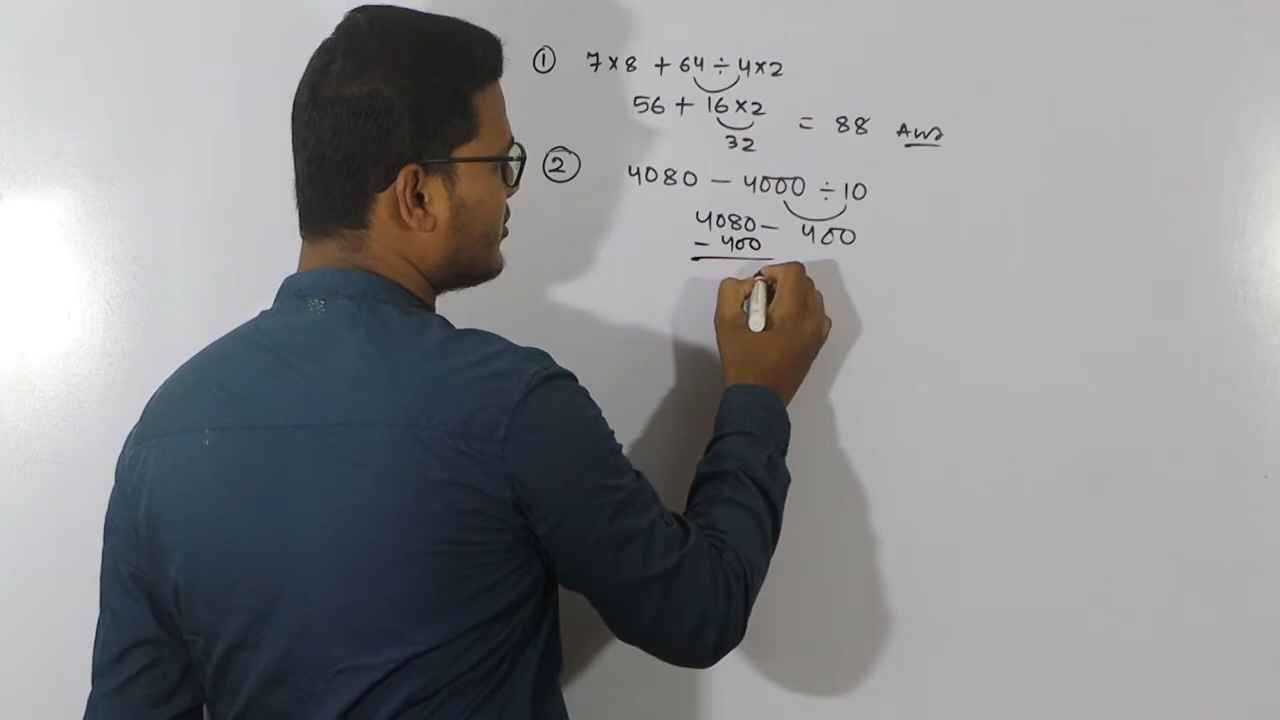 ① 7×8 + 64 ÷ 4×2
56 + 16×2 = 88 Ans
32
② 4080 - 4000 ÷ 10
4080 - 400
- 400